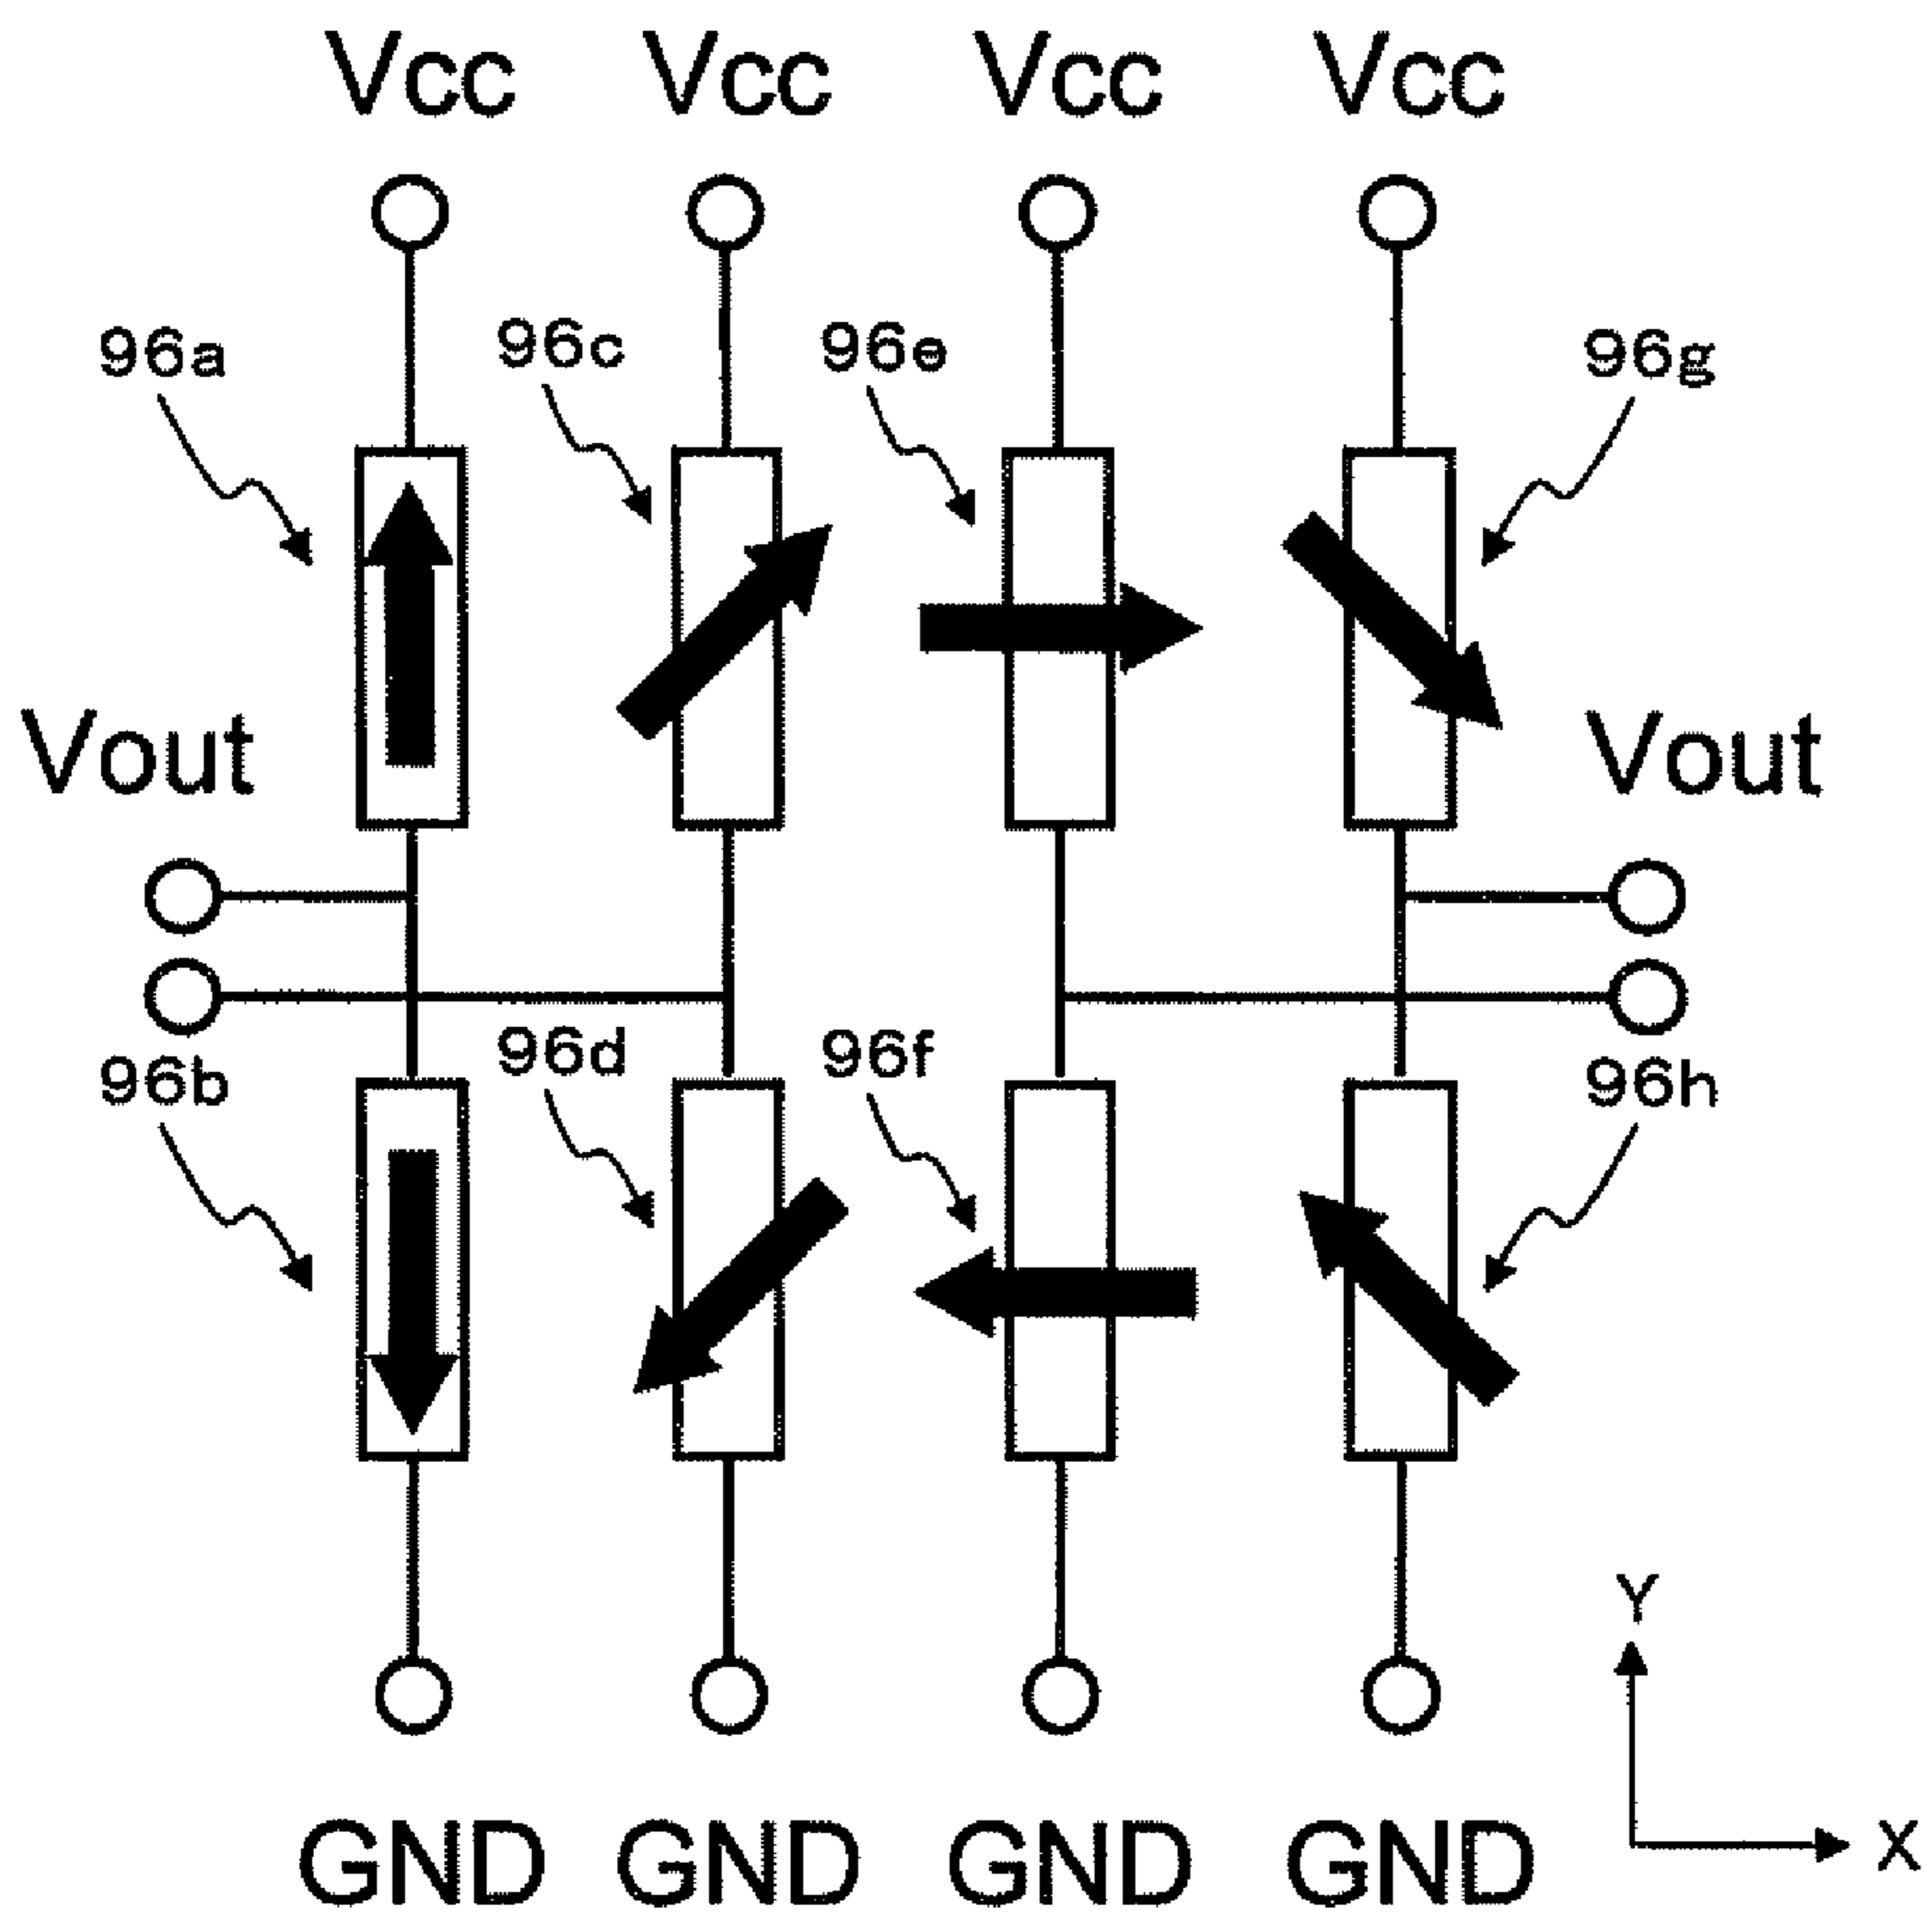 Vcc Vcc Vcc Vcc
96a 96c 96e 96g
Vout Vout
96b 96d 96f 96h
Y
X
GND GND GND GND